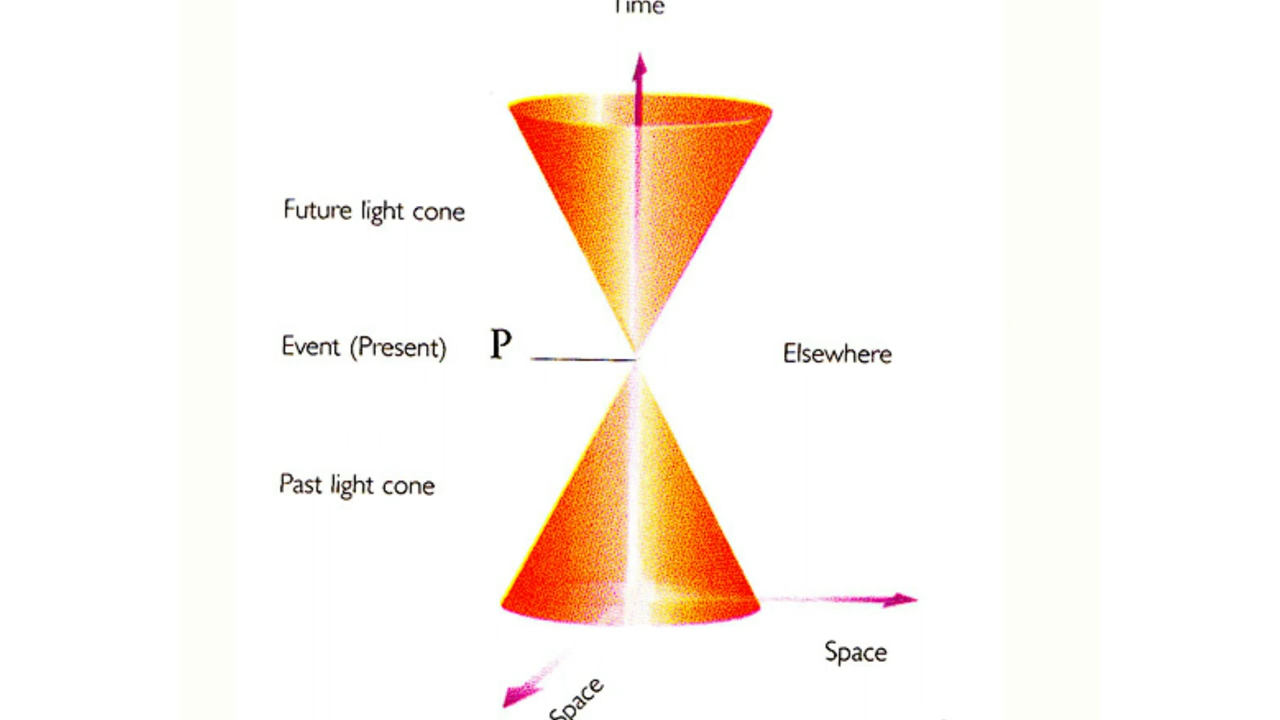 Time
Future light cone
Event (Present) P
Elsewhere
Past light cone
Space
Space